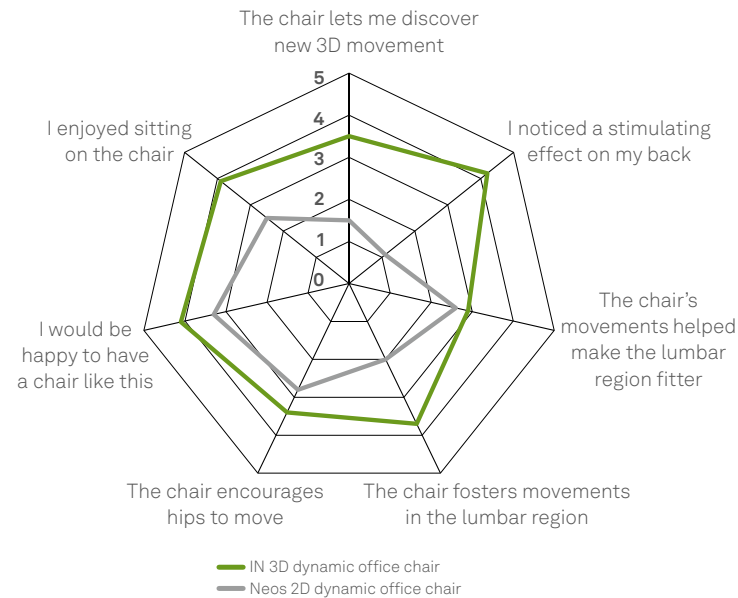 The chair lets me discover
new 3D movement
5
4
3
2
1
0
I enjoyed sitting
on the chair
I noticed a stimulating
effect on my back
The chair's
movements helped
make the lumbar
region fitter
I would be
happy to have
a chair like this
The chair encourages
hips to move
The chair fosters movements
in the lumbar region
IN 3D dynamic office chair
Neos 2D dynamic office chair